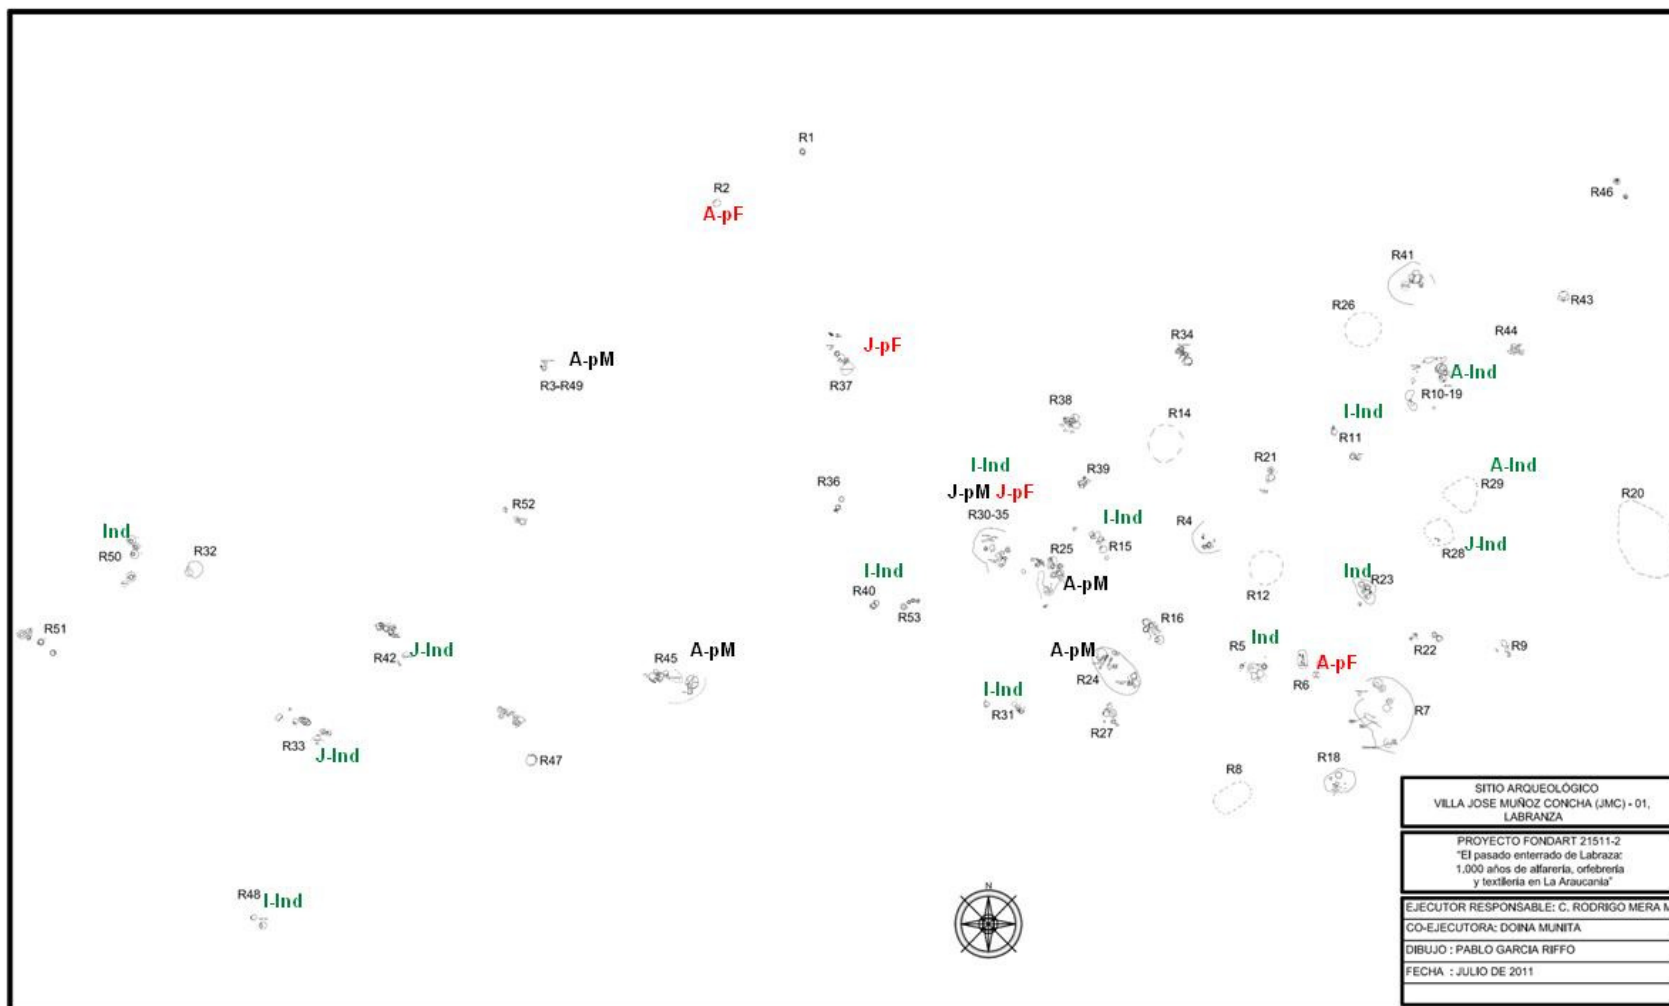 R1
R2
A-pF
R46
R41
R43
R26
R44
R34
J-pF
R37
A-pM
R3-R49
A-Ind
R10-19
I-Ind
R11
R38
R14
R21
A-Ind
R29
R20
I-Ind
J-pM J-pF
R30-35
R39
R36
R52
I-Ind
R15
R4
J-Ind
R28
Ind
R50
R32
R25
A-pM
R12
Ind
R23
I-Ind
R40
R53
R51
R16
R22
R9
J-Ind
R42
A-pM
R45
A-pM
R24
Ind
R5
A-pF
R6
I-Ind
R31
R27
R7
R33
J-Ind
R47
R8
R18
R48
I-Ind
N
SITIO ARQUEOLÓGICO
VILLA JOSE MUÑOZ CONCHA (JMC) - 01,
LABRANZA
PROYECTO FONDART 21511-2
"El pasado enterrado de Labraza:
1.000 años de alfarería, orfebrería
y textilería en La Araucania"
EJECUTOR RESPONSABLE: C. RODRIGO MERA M
CO-EJECUTORA: DOINA MUNITA
DIBUJO : PABLO GARCIA RIFFO
FECHA : JULIO DE 2011